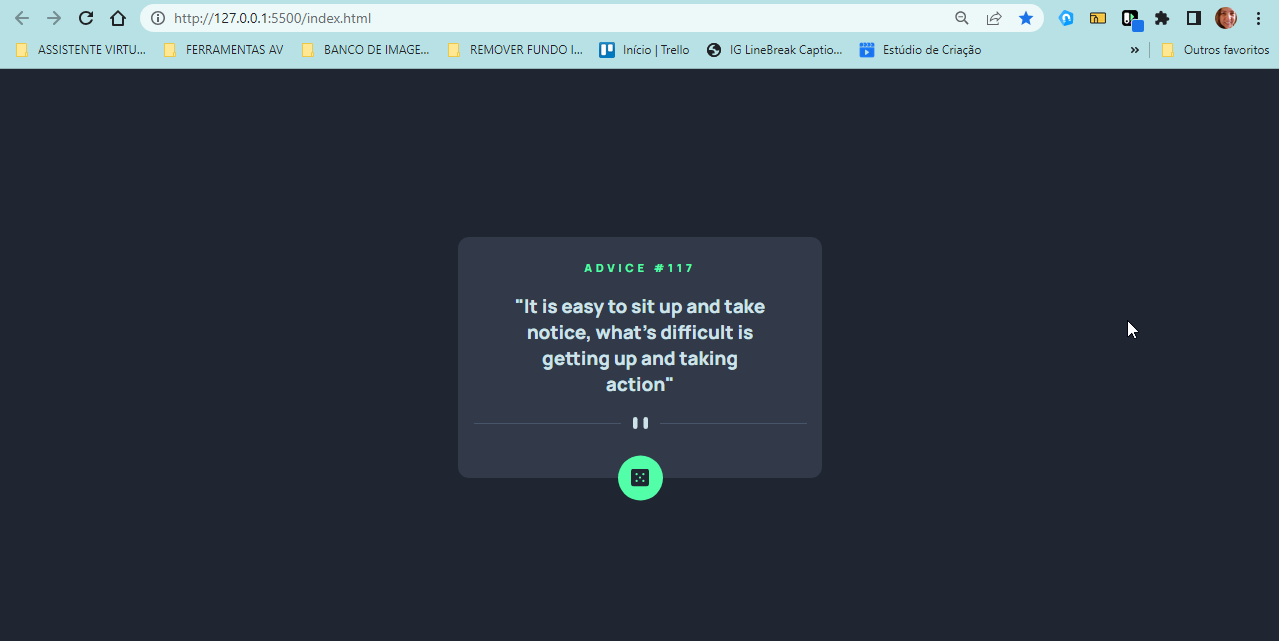 http://127.0.0.1:5500/index.html
ASSISTENTE VIRTU... FERRAMENTAS AV BANCO DE IMAGE... REMOVER FUNDO I... Início | Trello IG LineBreak Captio... Estúdio de Criação » Outros favoritos
ADVICE #117
"It is easy to sit up and take
notice, what's difficult is
getting up and taking
action"